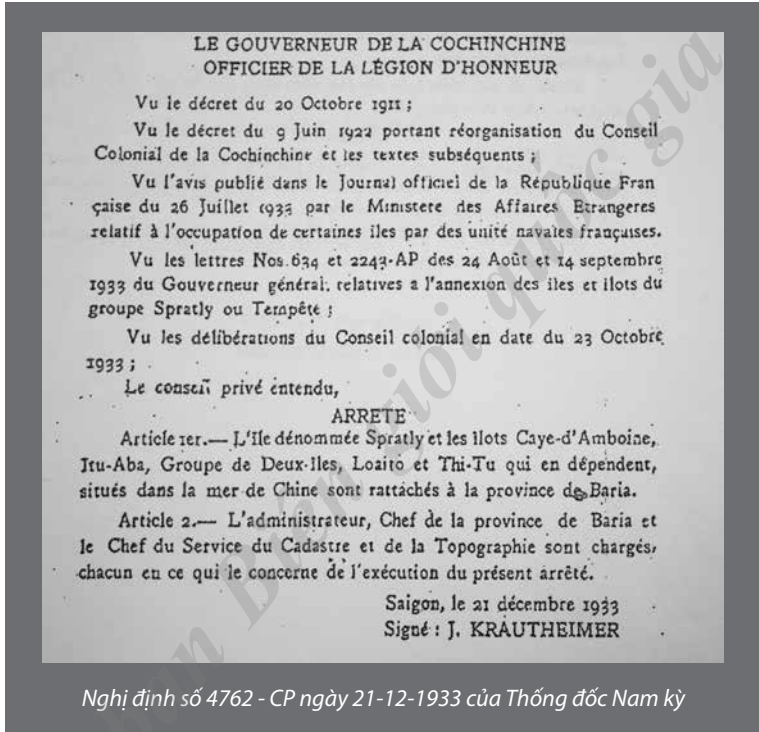 LE GOUVERNEUR DE LA COCHINCHINE
OFFICIER DE LA LÉGION D'HONNEUR
Vu le décret du 20 Octobre 1911 ;
Vu le décret du 9 Juin 1922 portant réorganisation du Conseil
Colonial de la Cochinchine et les textes subséquents ;
Vu l'avis publié dans le Journal officiel de la République Fran
çaise du 26 Juillet 1933 par le Ministere des Affaires Etrangeres
relatif à l'occupation de certaines îles par des unité navales françaises.
Vu les lettres Nos.634 et 2243-AP des 24 Août et 14 septembre
1933 du Gouverneur général, relatives a l'annexion des iles et ilots du
groupe Spratly ou Tempête ;
Vu les délibérations du Conseil colonial en date du 23 Octobre
1933 ;
Le conseil privé entendu,
ARRETE
Article 1er.— L'Ile dénommée Spratly et les îlots Caye-d'Amboine,
Itu-Aba, Groupe de Deux-Iles, Loaito et Thi-Tu qui en dépendent,
situés dans la mer de Chine sont rattachés à la province de Baria.
Article 2.— L'administrateur, Chef de la province de Baria et
le Chef du Service du Cadastre et de la Topographie sont chargés,
chacun en ce qui le concerne de l'exécution du présent arrêté.
Saigon, le 21 décembre 1933
Signé : J. KRAUTHEIMER
Nghị định số 4762 - CP ngày 21-12-1933 của Thống đốc Nam kỳ
ban Biên giới quốc gia